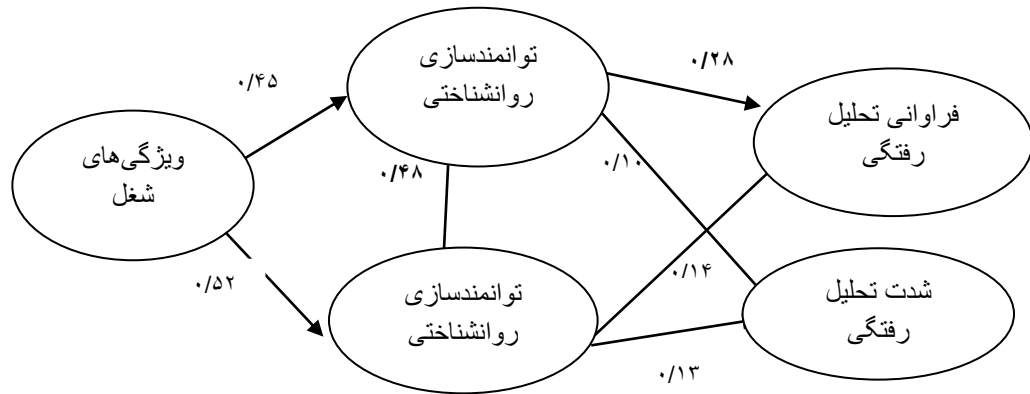 توانمندسازی
روانشناختی
۰/۲۸
۰/۴۵
فراوانی تحلیل
رفتگی
ویژگی‌های
شغل
۰/۴۸
۰/۱۰
۰/۱۴
۰/۵۲
توانمندسازی
روانشناختی
شدت تحلیل
رفتگی
۰/۱۳